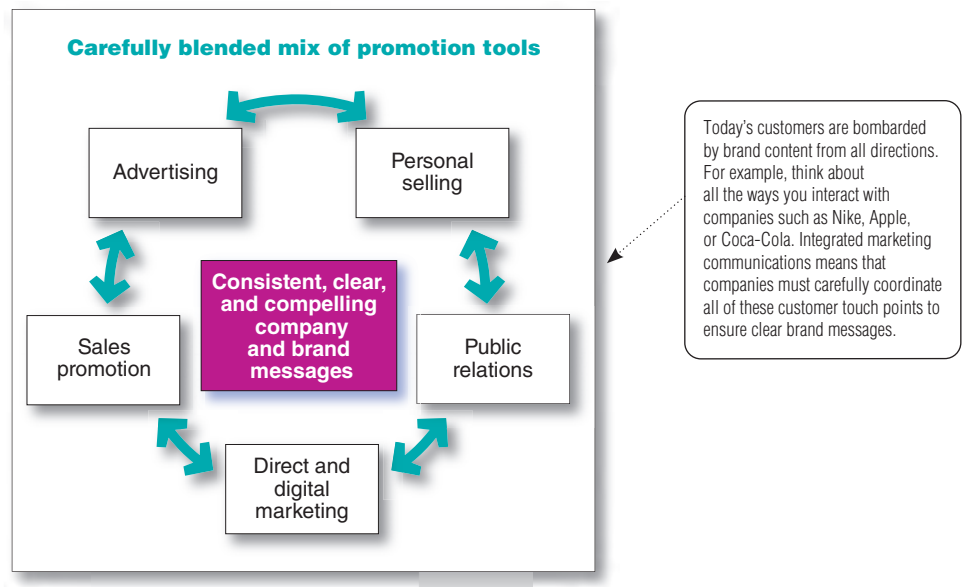 Carefully blended mix of promotion tools
Advertising
Personal
selling
Consistent, clear,
and compelling
company
and brand
messages
Sales
promotion
Public
relations
Direct and
digital
marketing
Today’s customers are bombarded
by brand content from all directions.
For example, think about
all the ways you interact with
companies such as Nike, Apple,
or Coca-Cola. Integrated marketing
communications means that
companies must carefully coordinate
all of these customer touch points to
ensure clear brand messages.